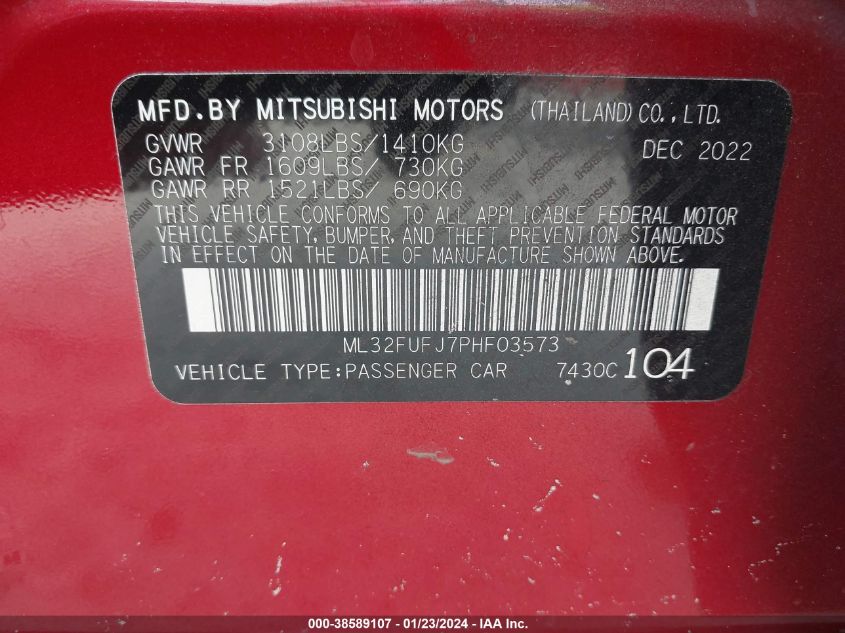 MFD.BY MITSUBISHI MOTORS (THAILAND)CO.,LTD.
GVWR 3108LBS/1410KG DEC 2022
GAWR FR 1609LBS/ 730KG
GAWR RR 1521LBS/ 690KG
THIS VEHICLE CONFORMS TO ALL APPLICABLE FEDERAL MOTOR
VEHICLE SAFETY, BUMPER, AND THEFT PREVENTION STANDARDS
IN EFFECT ON THE DATE OF MANUFACTURE SHOWN ABOVE.
ML32FUFJ7PHF03573
VEHICLE TYPE:PASSENGER CAR 7430C 104
000-38589107 - 01/23/2024 - IAA Inc.